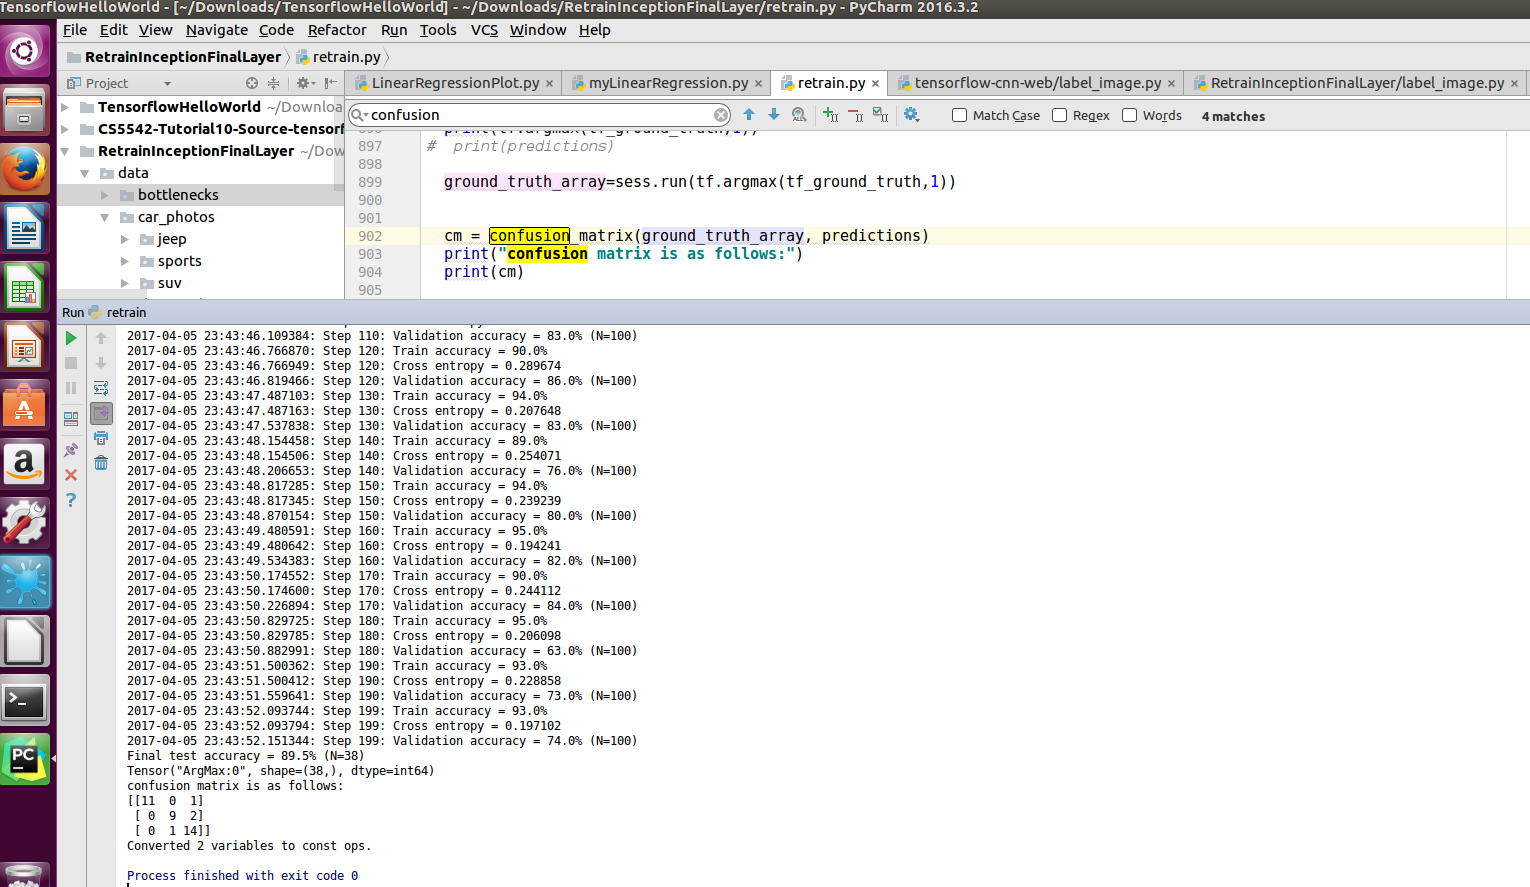 TensorflowHelloWorld - [~/Downloads/TensorflowHelloWorld] - ~/Downloads/RetrainInceptionFinalLayer/retrain.py - PyCharm 2016.3.2
File Edit View Navigate Code Refactor Run Tools VCS Window Help
RetrainInceptionFinalLayer retrain.py
Project
LinearRegressionPlot.py × myLinearRegression.py × retrain.py × tensorflow-cnn-web/label_image.py × RetrainInceptionFinalLayer/label_image.py ×
TensorflowHelloWorld ~/Downloa
CS5542-Tutorial10-Source-tensorf
RetrainInceptionFinalLayer ~/Dow
data
bottlenecks
car_photos
jeep
sports
suv
confusion
Match Case Regex Words 4 matches
896 print(tf.argmax(tf_ground_truth,1))
897 # print(predictions)
898
899 ground_truth_array=sess.run(tf.argmax(tf_ground_truth,1))
900
901
902 cm = confusion_matrix(ground_truth_array, predictions)
903 print("confusion matrix is as follows:")
904 print(cm)
905
Run retrain
2017-04-05 23:43:46.109384: Step 110: Validation accuracy = 83.0% (N=100)
2017-04-05 23:43:46.766870: Step 120: Train accuracy = 90.0%
2017-04-05 23:43:46.766949: Step 120: Cross entropy = 0.289674
2017-04-05 23:43:46.819466: Step 120: Validation accuracy = 86.0% (N=100)
2017-04-05 23:43:47.487103: Step 130: Train accuracy = 94.0%
2017-04-05 23:43:47.487163: Step 130: Cross entropy = 0.207648
2017-04-05 23:43:47.537838: Step 130: Validation accuracy = 83.0% (N=100)
2017-04-05 23:43:48.154458: Step 140: Train accuracy = 89.0%
2017-04-05 23:43:48.154506: Step 140: Cross entropy = 0.254071
2017-04-05 23:43:48.206653: Step 140: Validation accuracy = 76.0% (N=100)
2017-04-05 23:43:48.817285: Step 150: Train accuracy = 94.0%
2017-04-05 23:43:48.817345: Step 150: Cross entropy = 0.239239
2017-04-05 23:43:48.870154: Step 150: Validation accuracy = 80.0% (N=100)
2017-04-05 23:43:49.480591: Step 160: Train accuracy = 95.0%
2017-04-05 23:43:49.480642: Step 160: Cross entropy = 0.194241
2017-04-05 23:43:49.534383: Step 160: Validation accuracy = 82.0% (N=100)
2017-04-05 23:43:50.174552: Step 170: Train accuracy = 90.0%
2017-04-05 23:43:50.174600: Step 170: Cross entropy = 0.244112
2017-04-05 23:43:50.226894: Step 170: Validation accuracy = 84.0% (N=100)
2017-04-05 23:43:50.829725: Step 180: Train accuracy = 95.0%
2017-04-05 23:43:50.829785: Step 180: Cross entropy = 0.206098
2017-04-05 23:43:50.882991: Step 180: Validation accuracy = 63.0% (N=100)
2017-04-05 23:43:51.500362: Step 190: Train accuracy = 93.0%
2017-04-05 23:43:51.500412: Step 190: Cross entropy = 0.228858
2017-04-05 23:43:51.559641: Step 190: Validation accuracy = 73.0% (N=100)
2017-04-05 23:43:52.093744: Step 199: Train accuracy = 93.0%
2017-04-05 23:43:52.093794: Step 199: Cross entropy = 0.197102
2017-04-05 23:43:52.151344: Step 199: Validation accuracy = 74.0% (N=100)
Final test accuracy = 89.5% (N=38)
Tensor("ArgMax:0", shape=(38,), dtype=int64)
confusion matrix is as follows:
[[11 0 1]
[ 0 9 2]
[ 0 1 14]]
Converted 2 variables to const ops.
Process finished with exit code 0